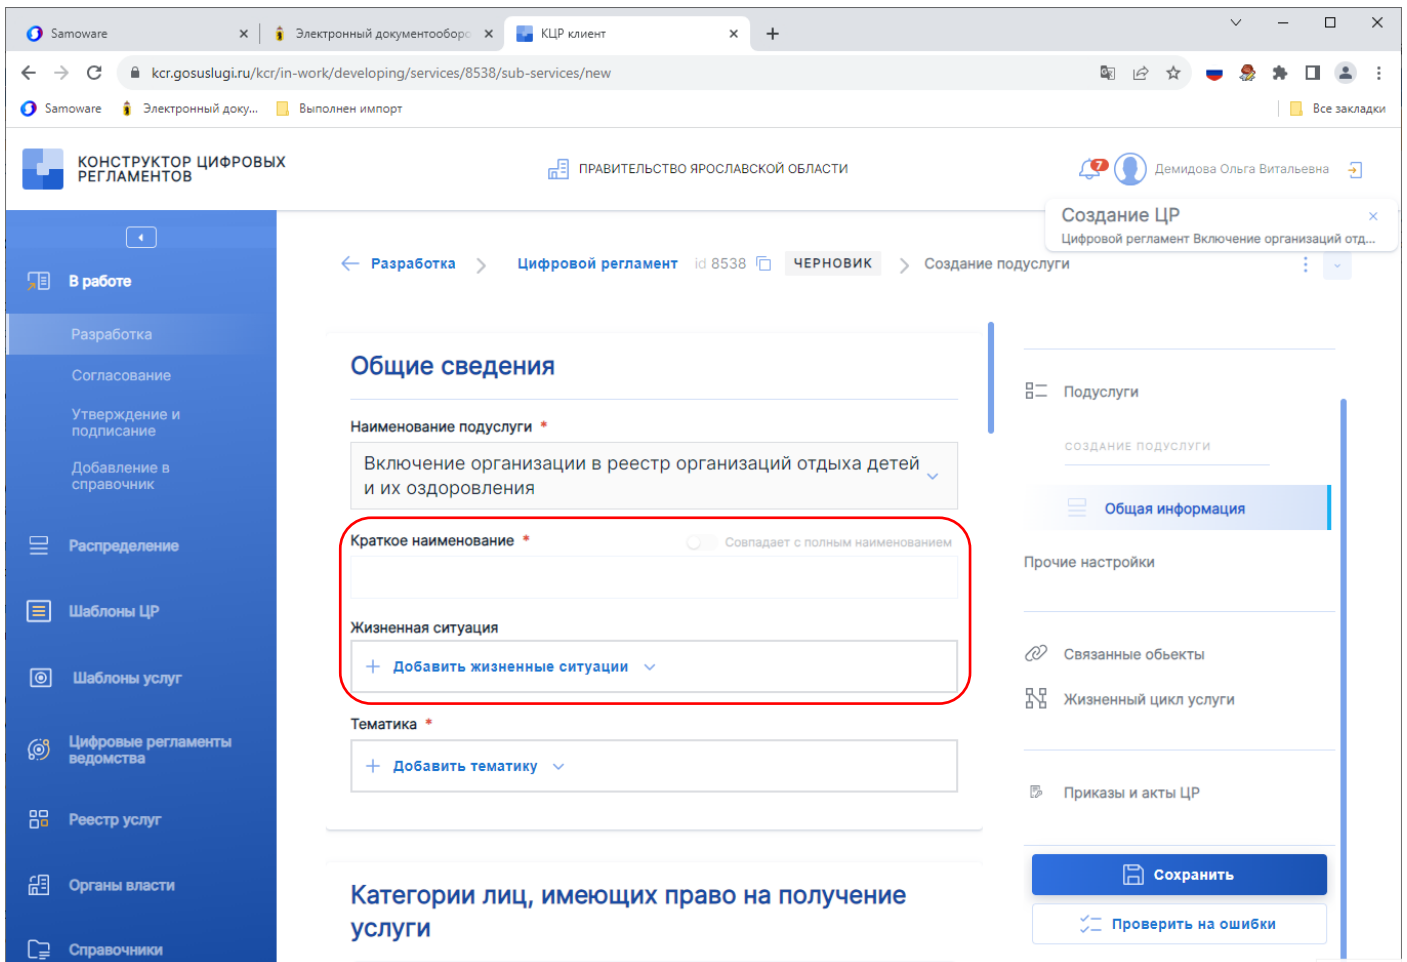 Samoware
Электронный документооборо
КЦР клиент
kcr.gosuslugi.ru/kcr/in-work/developing/services/8538/sub-services/new
Samoware
Электронный доку...
Выполнен импорт
Все закладки
КОНСТРУКТОР ЦИФРОВЫХ
РЕГЛАМЕНТОВ
ПРАВИТЕЛЬСТВО ЯРОСЛАВСКОЙ ОБЛАСТИ
7
Демидова Ольга Витальевна
Создание ЦР
Цифровой регламент Включение организаций отд...
Разработка
Цифровой регламент
id 8538
ЧЕРНОВИК
Создание подуслуги
В работе
Разработка
Согласование
Утверждение и
подписание
Добавление в
справочник
Распределение
Шаблоны ЦР
Шаблоны услуг
Цифровые регламенты
ведомства
Реестр услуг
Органы власти
Справочники
Общие сведения
Наименование подуслуги *
Включение организации в реестр организаций отдыха детей
и их оздоровления
Краткое наименование *
Совпадает с полным наименованием
Жизненная ситуация
Добавить жизненные ситуации
Тематика *
Добавить тематику
Категории лиц, имеющих право на получение
услуги
Подуслуги
СОЗДАНИЕ ПОДУСЛУГИ
Общая информация
Прочие настройки
Связанные объекты
Жизненный цикл услуги
Приказы и акты ЦР
Сохранить
Проверить на ошибки